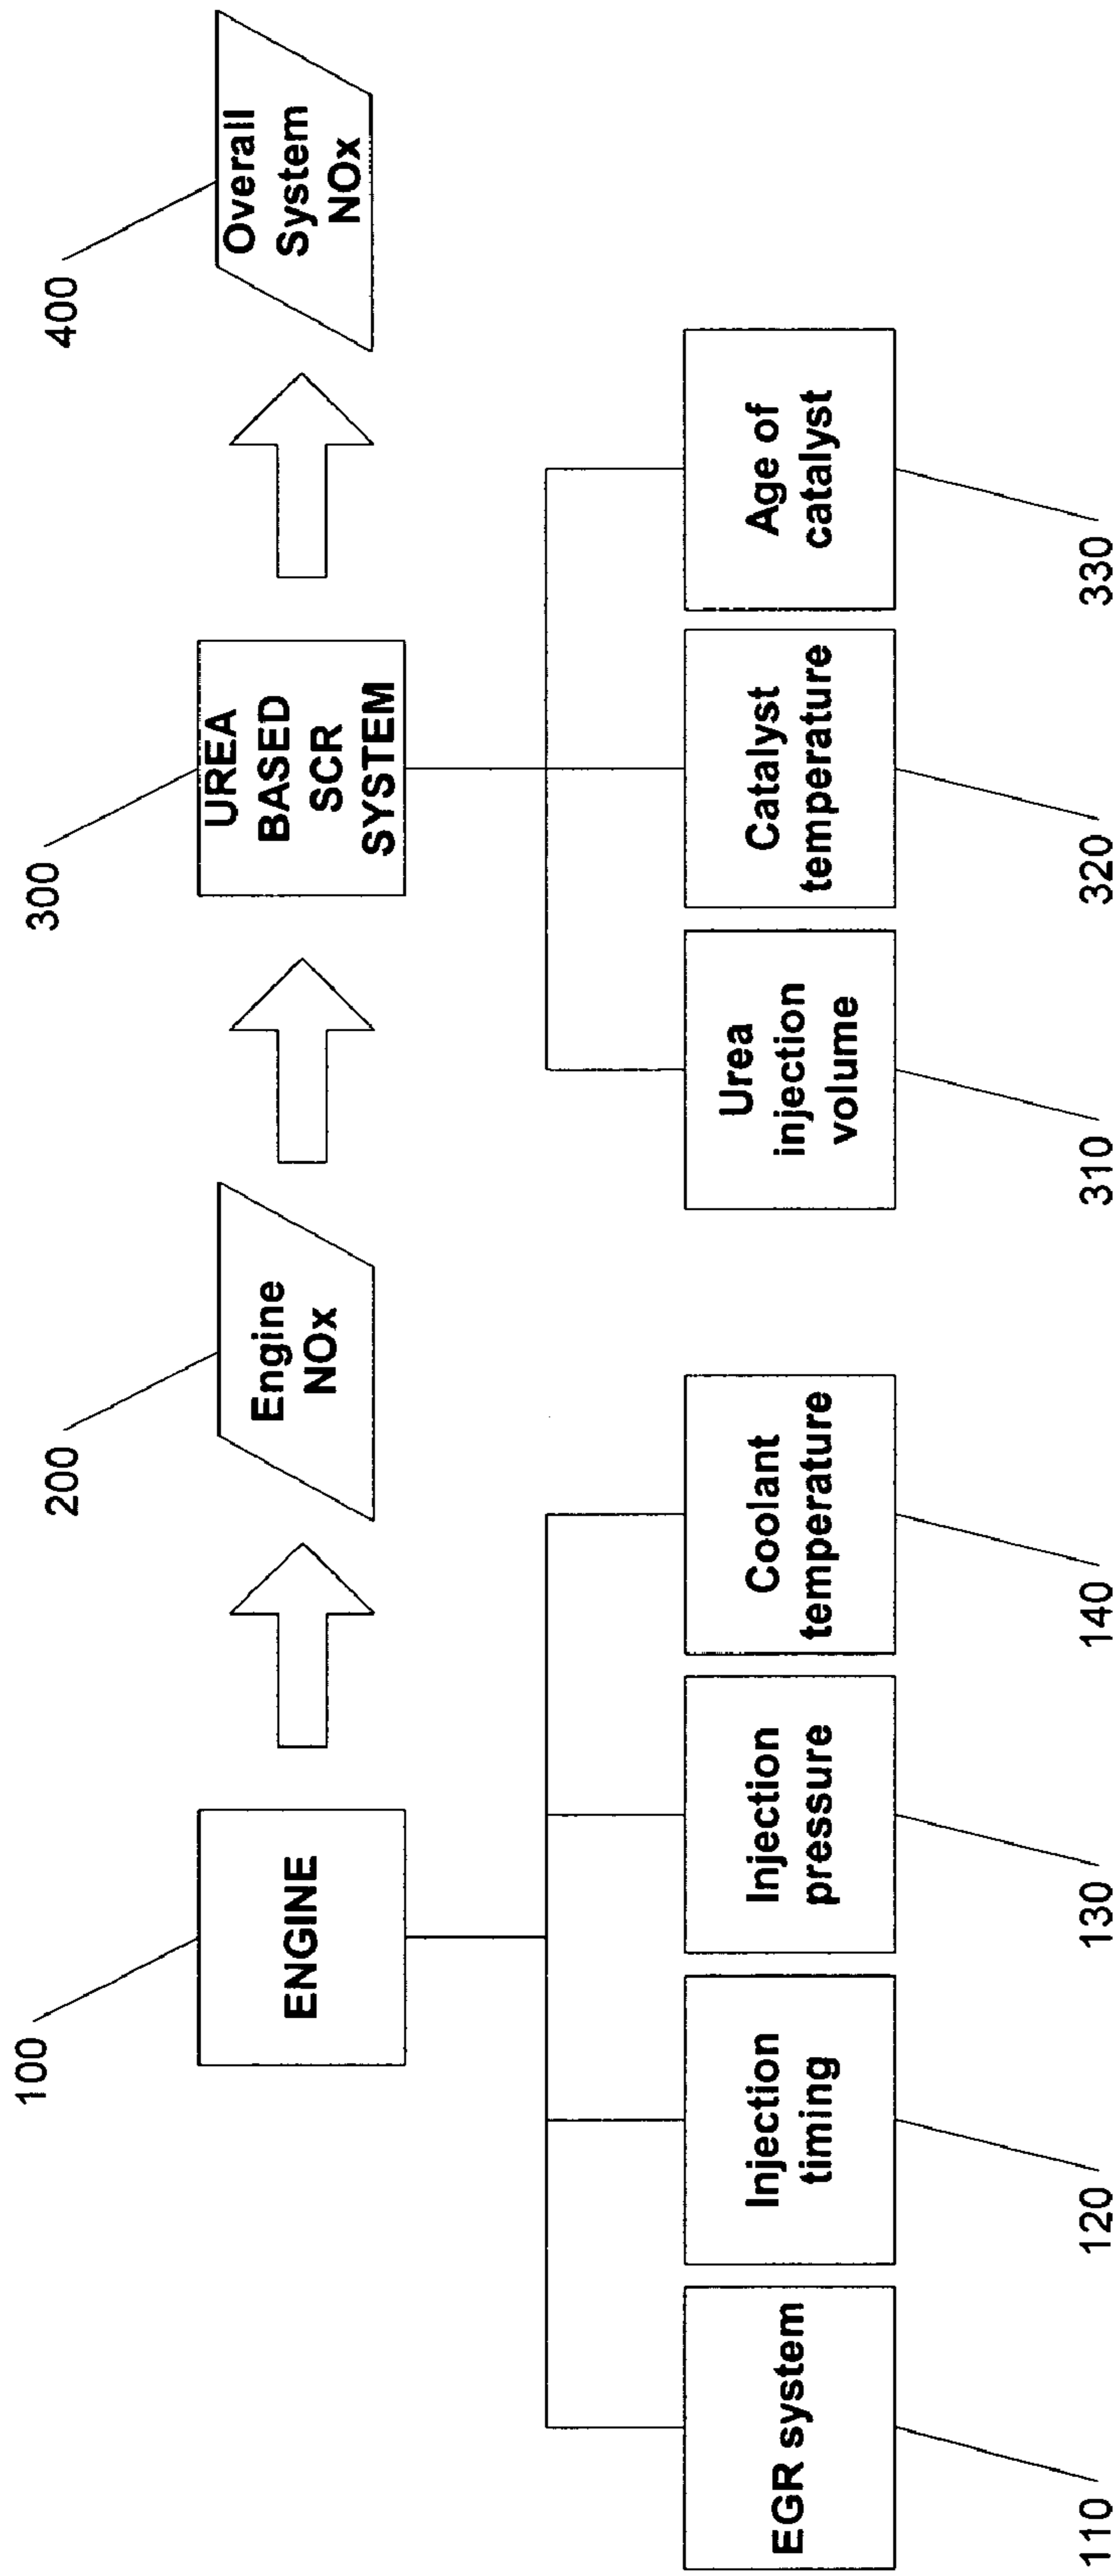 100
200
300
400
ENGINE
Engine
NOx
UREA
BASED
SCR
SYSTEM
Overall
System
NOx
EGR system
Injection
timing
Injection
pressure
Coolant
temperature
Urea
injection
volume
Catalyst
temperature
Age of
catalyst
110
120
130
140
310
320
330